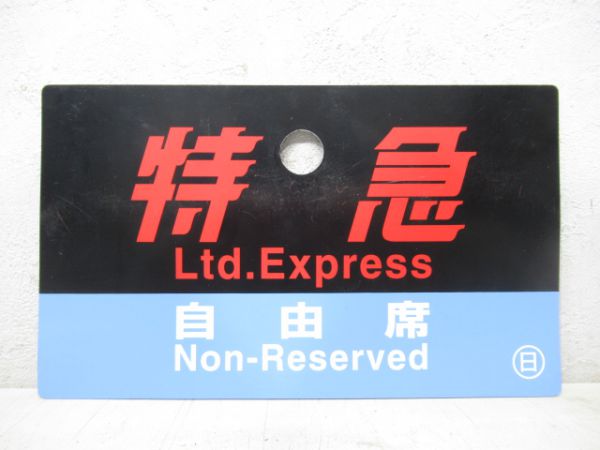 特急
Ltd.Express
自由席
Non-Reserved
㊐